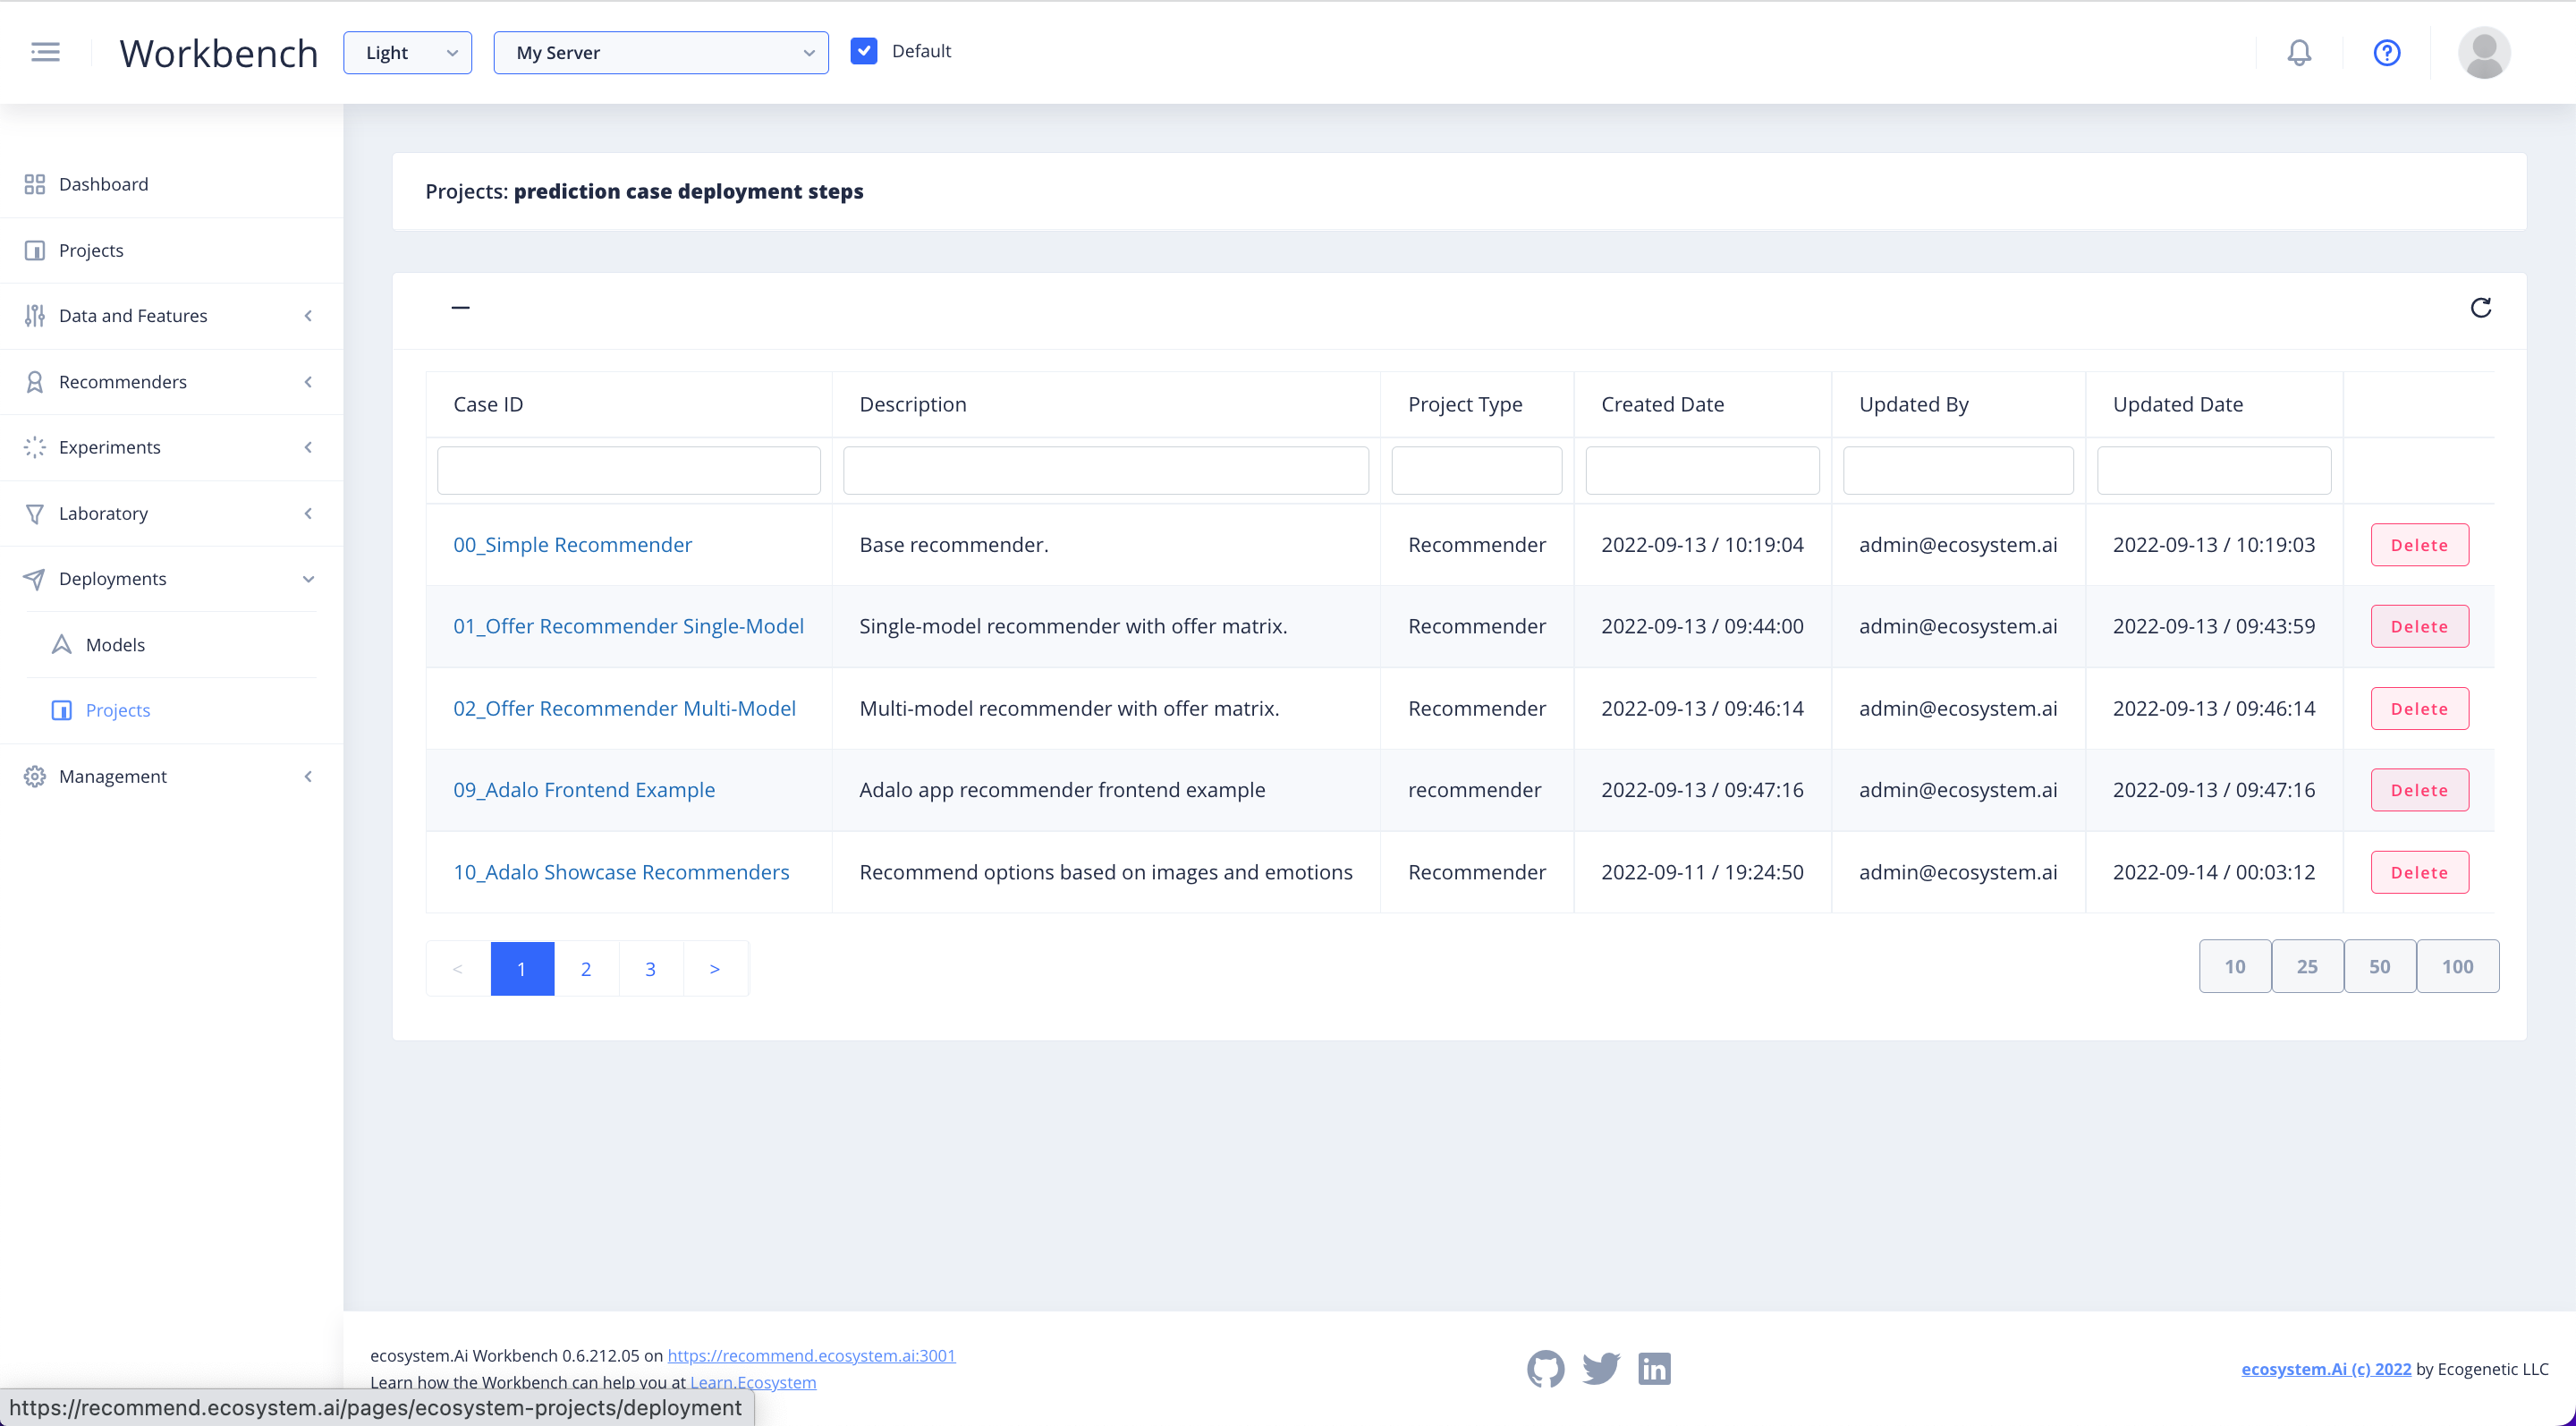 Workbench Light My Server Default
Dashboard
Projects
Data and Features
Recommenders
Experiments
Laboratory
Deployments
Models
Projects
Management
Projects: prediction case deployment steps
Case ID Description Project Type Created Date Updated By Updated Date
00_Simple Recommender Base recommender. Recommender 2022-09-13 / 10:19:04 admin@ecosystem.ai 2022-09-13 / 10:19:03 Delete
01_Offer Recommender Single-Model Single-model recommender with offer matrix. Recommender 2022-09-13 / 09:44:00 admin@ecosystem.ai 2022-09-13 / 09:43:59 Delete
02_Offer Recommender Multi-Model Multi-model recommender with offer matrix. Recommender 2022-09-13 / 09:46:14 admin@ecosystem.ai 2022-09-13 / 09:46:14 Delete
09_Adalo Frontend Example Adalo app recommender frontend example recommender 2022-09-13 / 09:47:16 admin@ecosystem.ai 2022-09-13 / 09:47:16 Delete
10_Adalo Showcase Recommenders Recommend options based on images and emotions Recommender 2022-09-11 / 19:24:50 admin@ecosystem.ai 2022-09-14 / 00:03:12 Delete
< 1 2 3 > 10 25 50 100
ecosystem.Ai Workbench 0.6.212.05 on https://recommend.ecosystem.ai:3001
Learn how the Workbench can help you at Learn.Ecosystem
in
ecosystem.Ai (c) 2022 by Ecogenetic LLC
https://recommend.ecosystem.ai/pages/ecosystem-projects/deployment